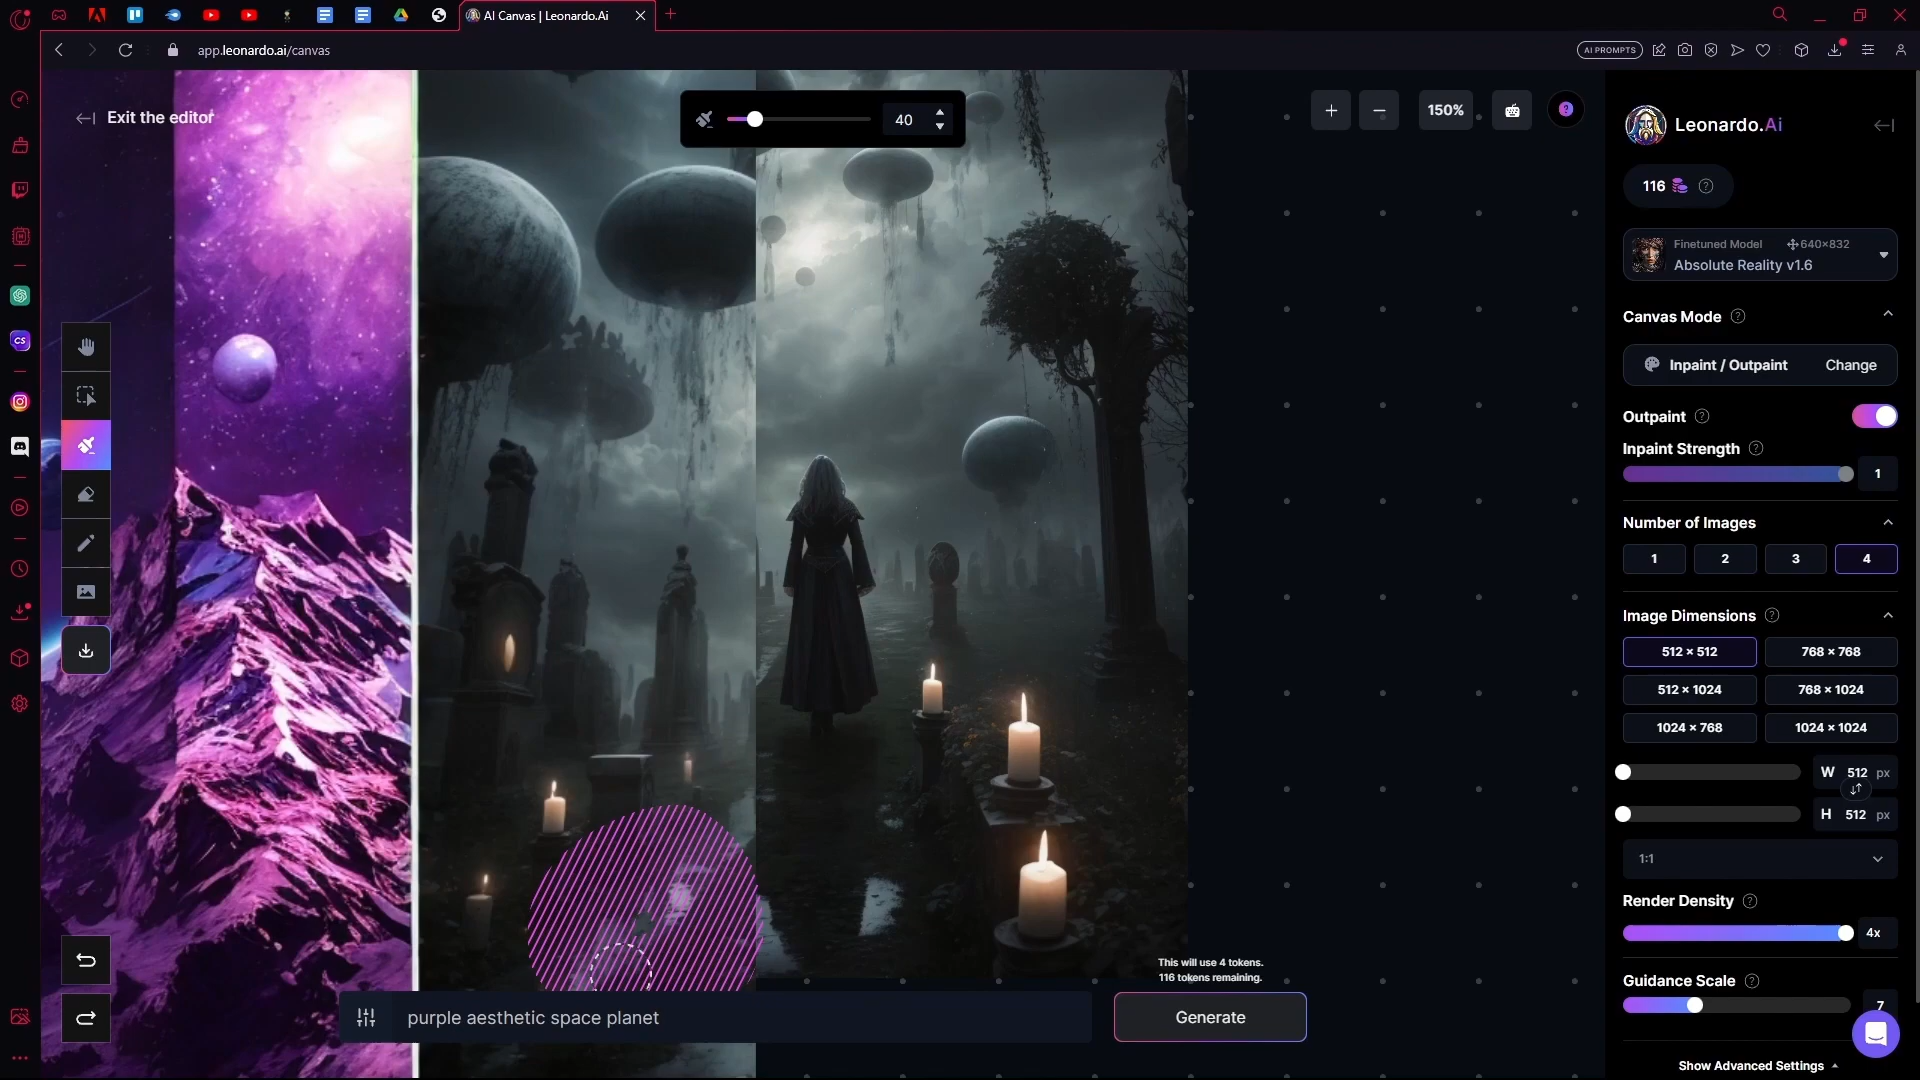 AI Canvas | Leonardo.Ai
app.leonardo.ai/canvas
AI PROMPTS
CS
Exit the editor
40
150%
Leonardo.Ai
116
Finetuned Model
640×832
Absolute Reality v1.6
Canvas Mode
Inpaint / Outpaint
Change
Outpaint
Inpaint Strength
1
Number of Images
1
2
3
4
Image Dimensions
512 × 512
768 × 768
512 × 1024
768 × 1024
1024 × 768
1024 × 1024
W 512 px
H 512 px
1:1
Render Density
4x
Guidance Scale
7
Show Advanced Settings
This will use 4 tokens.
116 tokens remaining.
purple aesthetic space planet
Generate